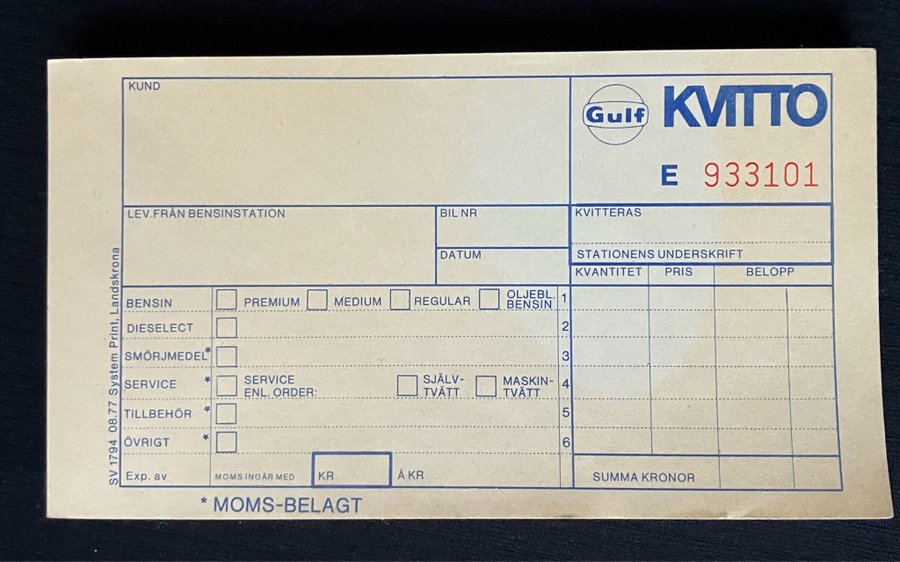 KUND
Gulf KVITTO
E 933101
LEV.FRÅN BENSINSTATION
BIL NR
DATUM
KVITTERAS
STATIONENS UNDERSKRIFT
KVANTITET PRIS BELOPP
BENSIN PREMIUM MEDIUM REGULAR OLJEBL. BENSIN 1
DIESELECT 2
SMÖRJMEDEL* 3
SERVICE * SERVICE ENL. ORDER: SJÄLV-TVÄTT MASKIN-TVÄTT 4
TILLBEHÖR * 5
ÖVRIGT * 6
Exp. av MOMS INGÅR MED KR Å KR SUMMA KRONOR
* MOMS-BELAGT
SV 1794 08.77 System Print, Landskrona